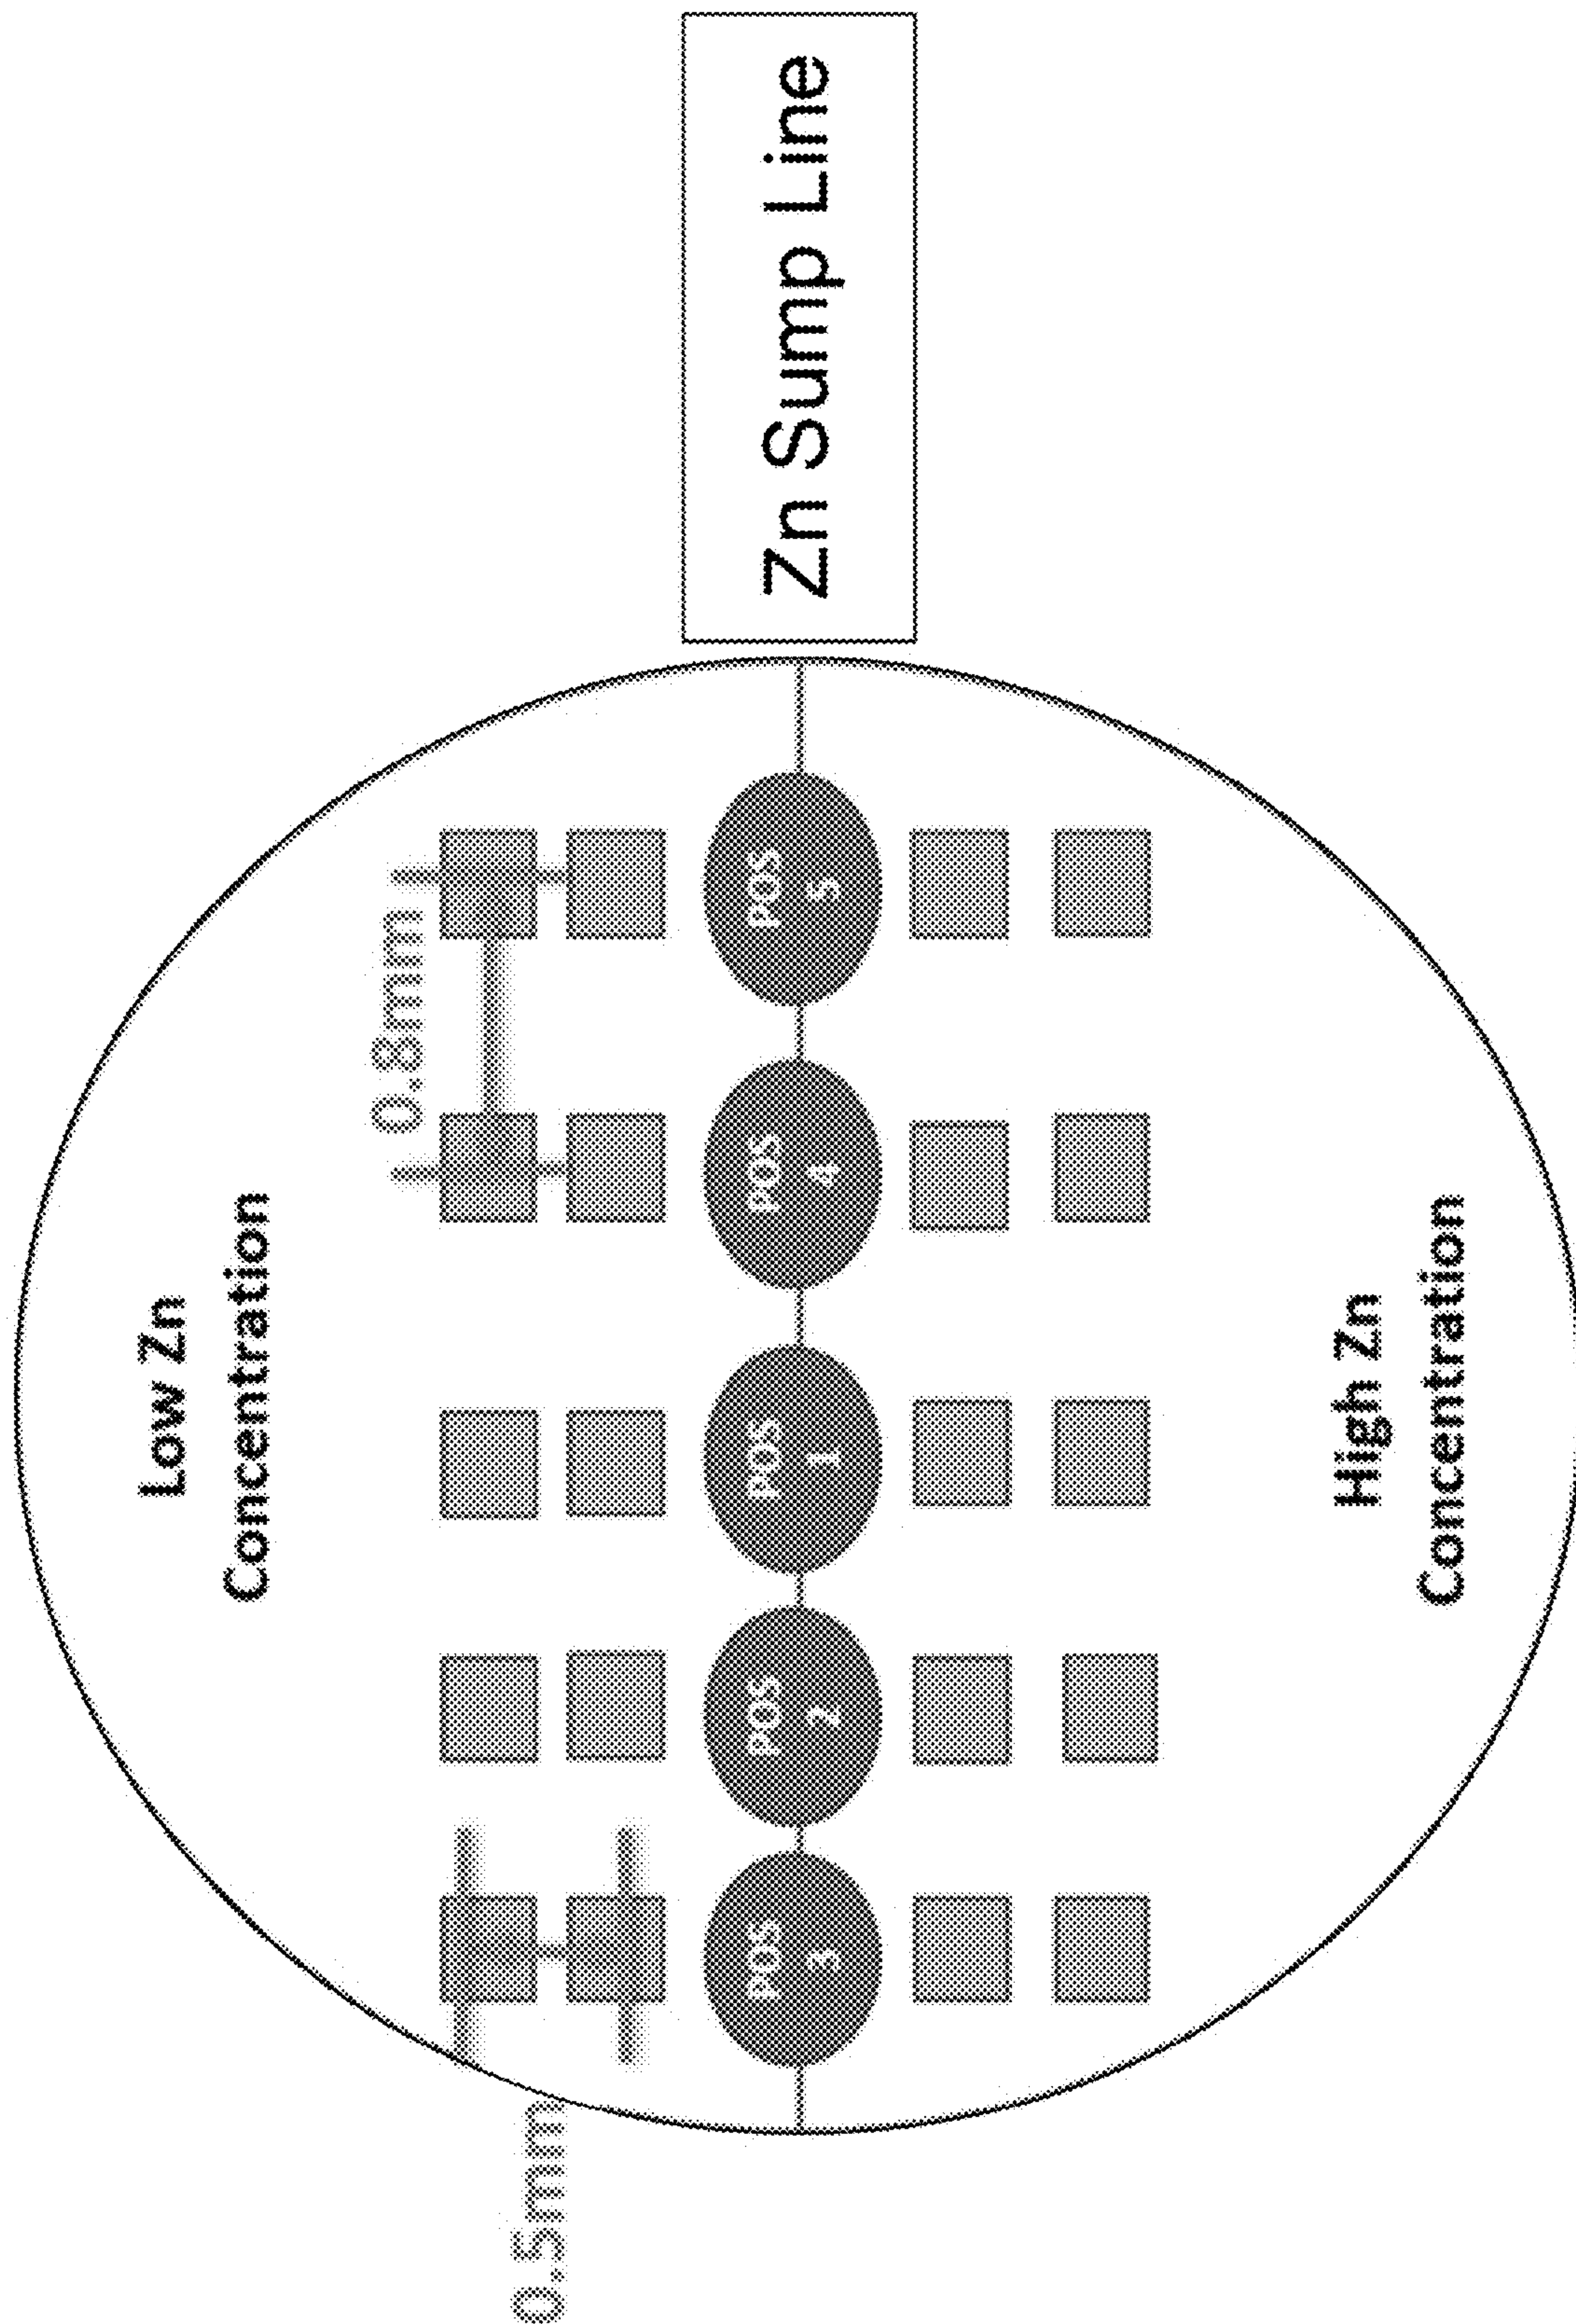 Low Zn
Concentration
0.8mm
0.5mm
POS
3
POS
2
POS
1
POS
4
POS
5
Zn Sump Line
High Zn
Concentration